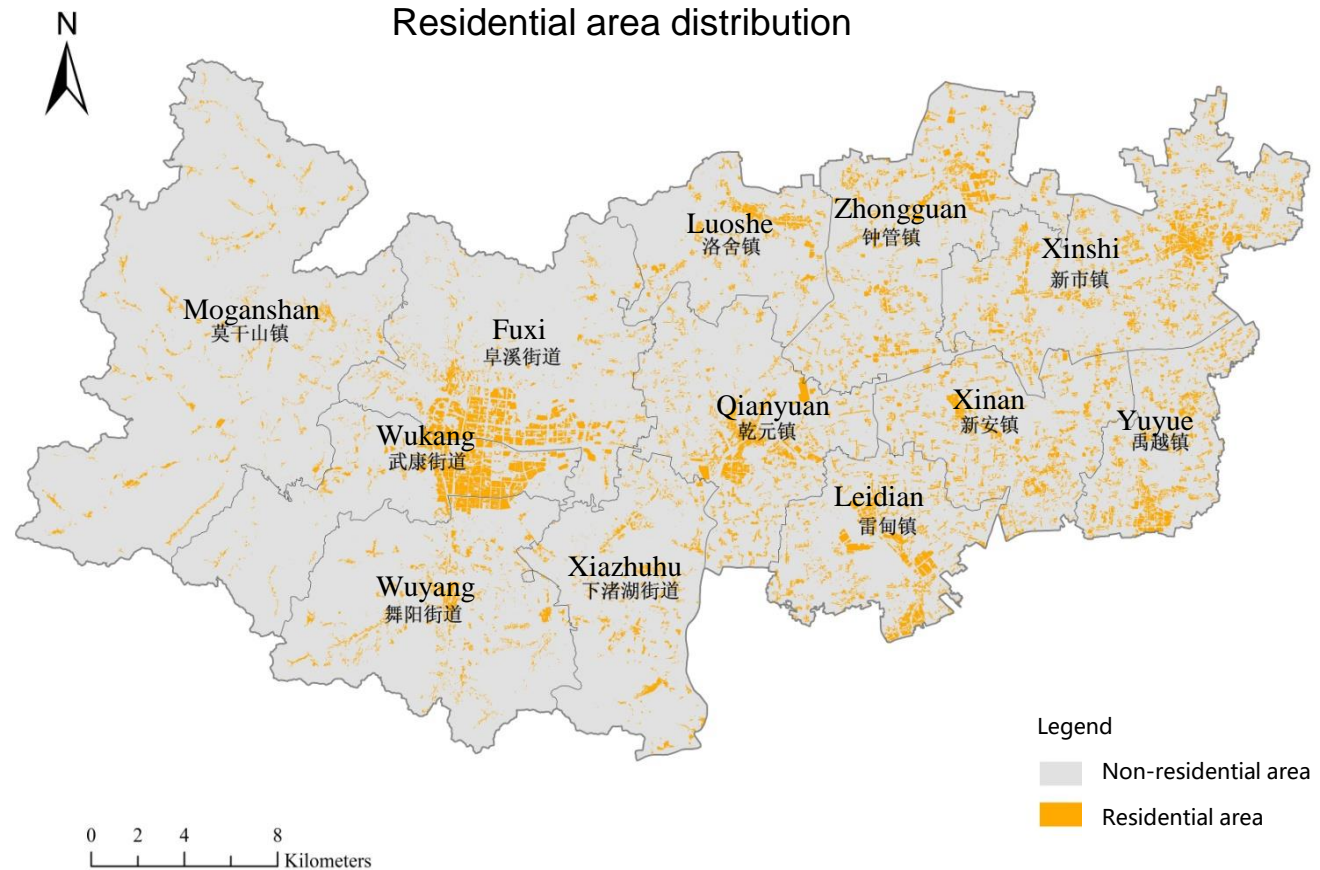 Residential area distribution
N
Moganshan
莫干山镇
Fuxi
阜溪街道
Luoshe
洛舍镇
Zhongguan
钟管镇
Xinshi
新市镇
Wukang
武康街道
Qianyuan
乾元镇
Xinan
新安镇
Yuyue
禹越镇
Leidian
雷甸镇
Wuyang
舞阳街道
Xiazhuhu
下渚湖街道
Legend
Non-residential area
Residential area
0 2 4 8
Kilometers